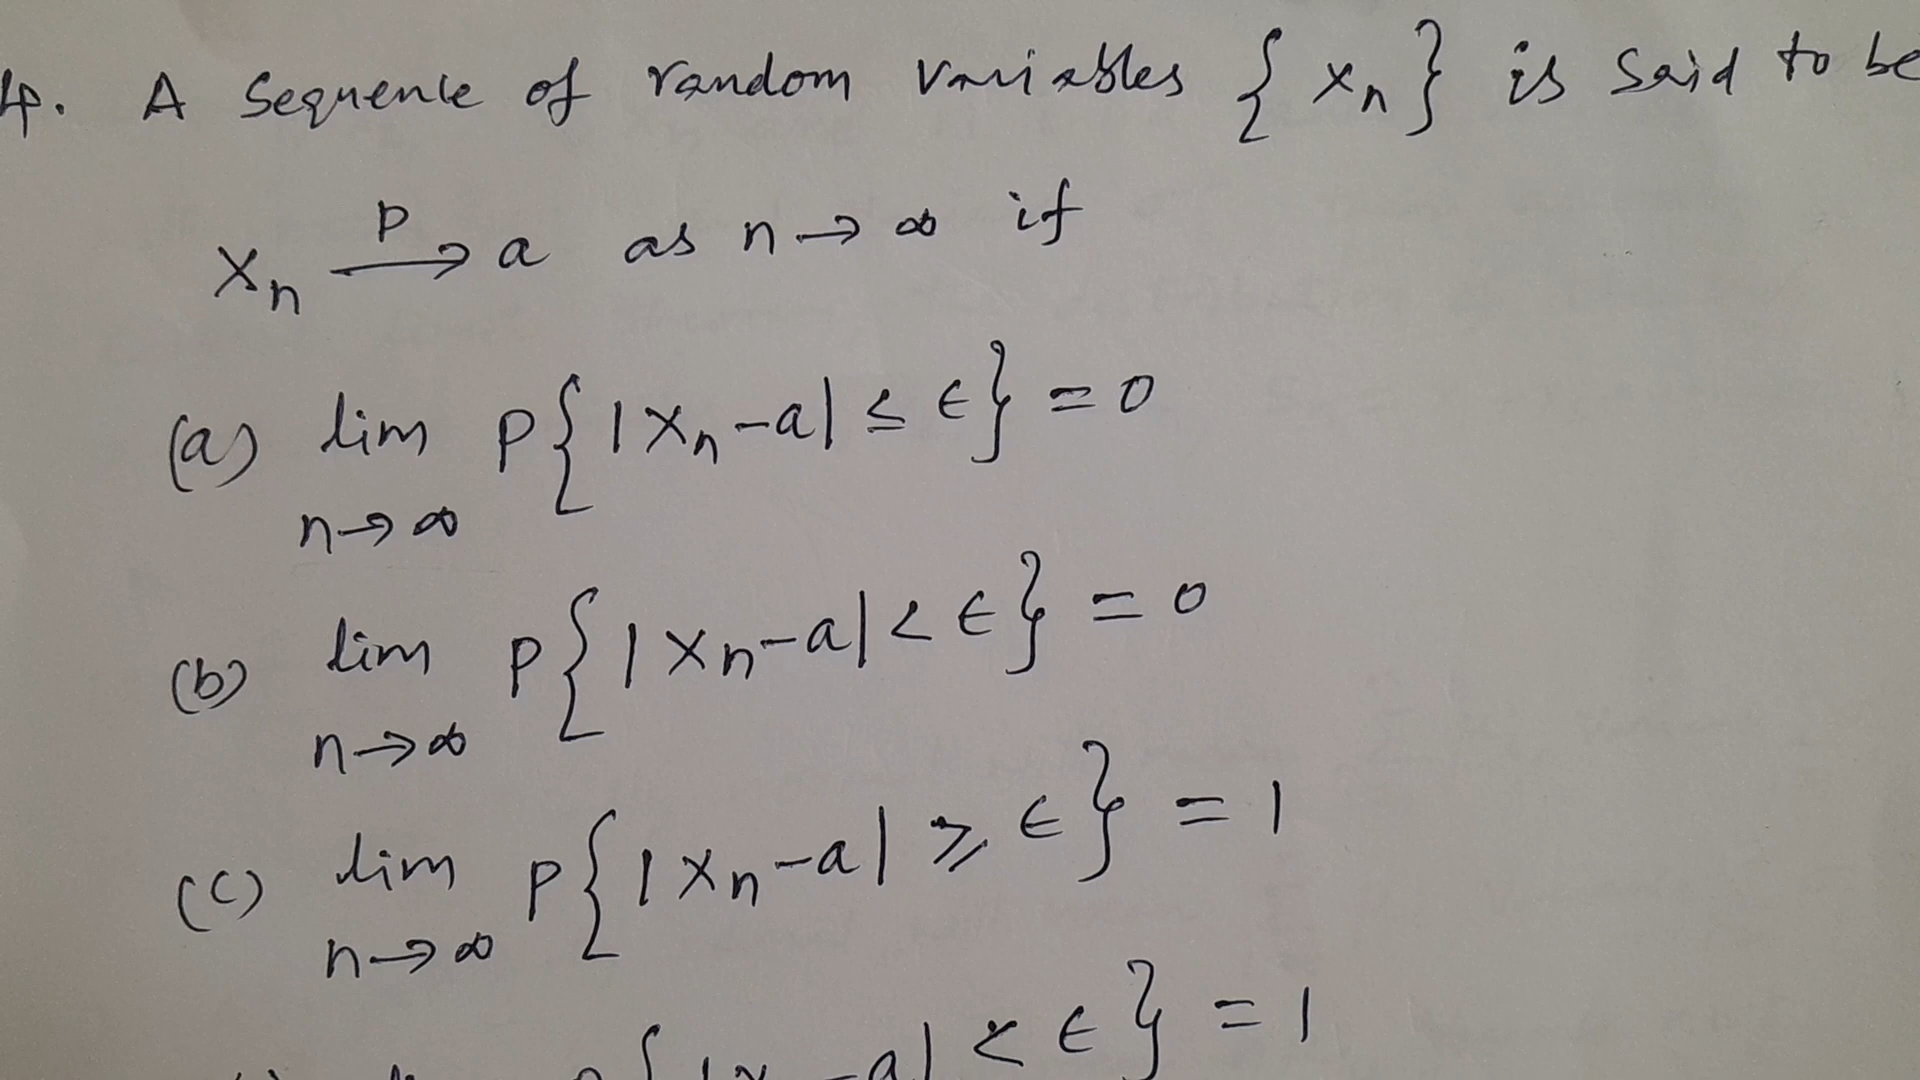 4. A Sequence of random variables { Xn } is said to be
Xn →P a as n → ∞ if
(a) lim n→∞ P{ |Xn - a| ≤ ϵ} = 0
(b) lim n→∞ P{ |Xn - a| < ϵ} = 0
(c) lim n→∞ P{ |Xn - a| ≥ ϵ} = 1
P{ |X - a| < ϵ} = 1